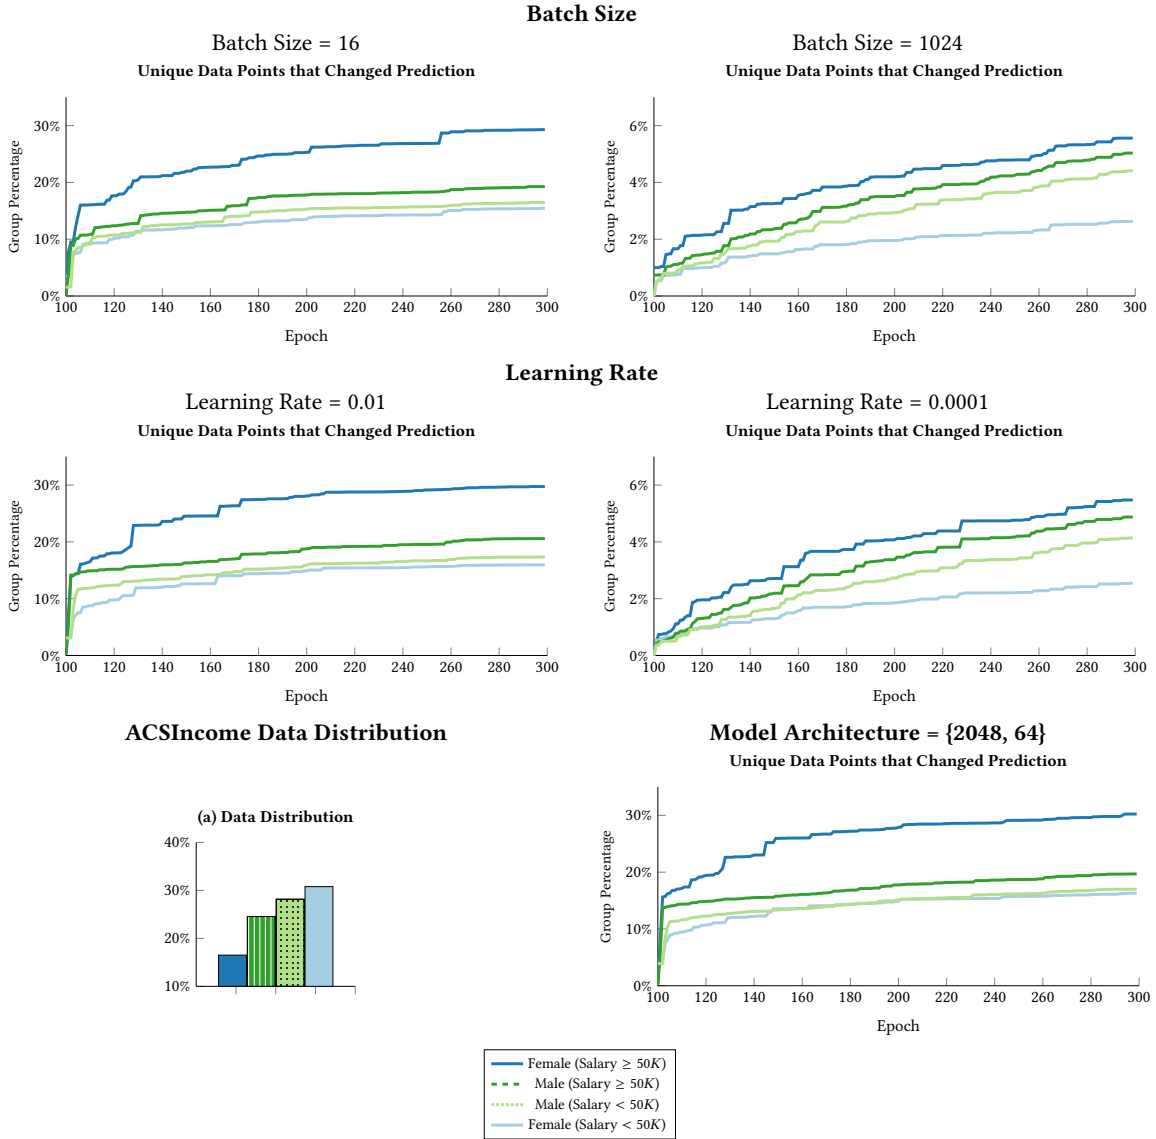 Batch Size
Batch Size = 16
Unique Data Points that Changed Prediction
30%
20%
10%
0%
Group Percentage
100 120 140 160 180 200 220 240 260 280 300
Epoch
Batch Size = 1024
Unique Data Points that Changed Prediction
6%
4%
2%
0%
Group Percentage
100 120 140 160 180 200 220 240 260 280 300
Epoch
Learning Rate
Learning Rate = 0.01
Unique Data Points that Changed Prediction
30%
20%
10%
0%
Group Percentage
100 120 140 160 180 200 220 240 260 280 300
Epoch
Learning Rate = 0.0001
Unique Data Points that Changed Prediction
6%
4%
2%
0%
Group Percentage
100 120 140 160 180 200 220 240 260 280 300
Epoch
ACSIncome Data Distribution
(a) Data Distribution
40%
30%
20%
10%
Model Architecture = {2048, 64}
Unique Data Points that Changed Prediction
30%
20%
10%
0%
Group Percentage
100 120 140 160 180 200 220 240 260 280 300
Epoch
Female (Salary ≥ 50K)
Male (Salary ≥ 50K)
Male (Salary < 50K)
Female (Salary < 50K)